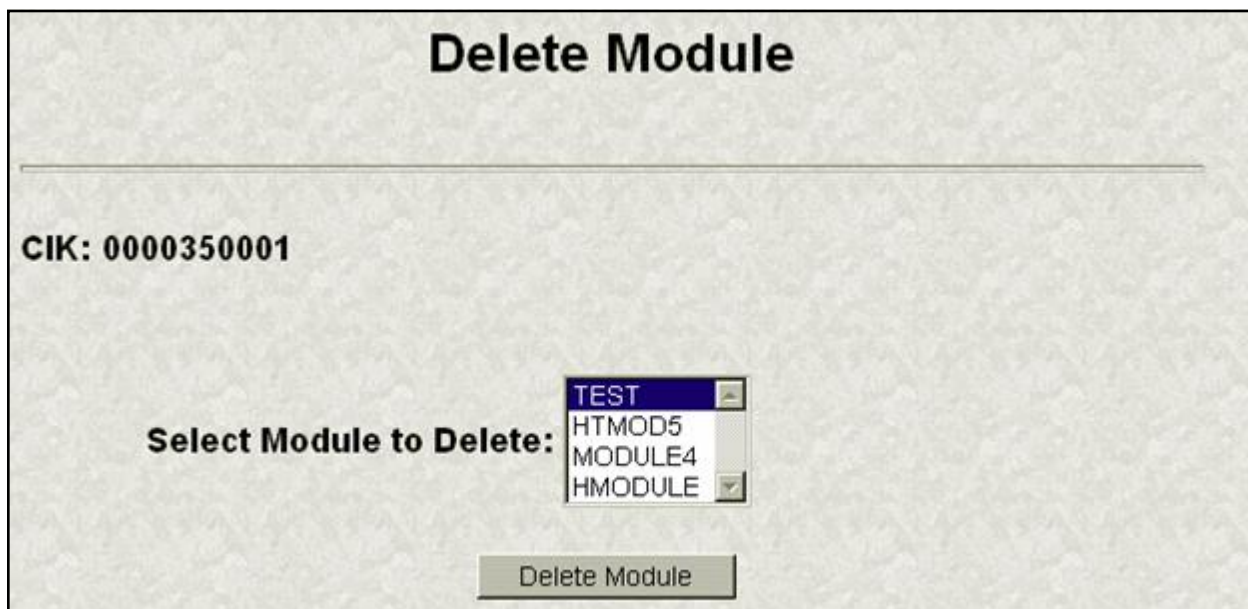 Delete Module
CIK: 0000350001
Select Module to Delete:
TEST
HTMOD5
MODULE4
HMODULE
Delete Module